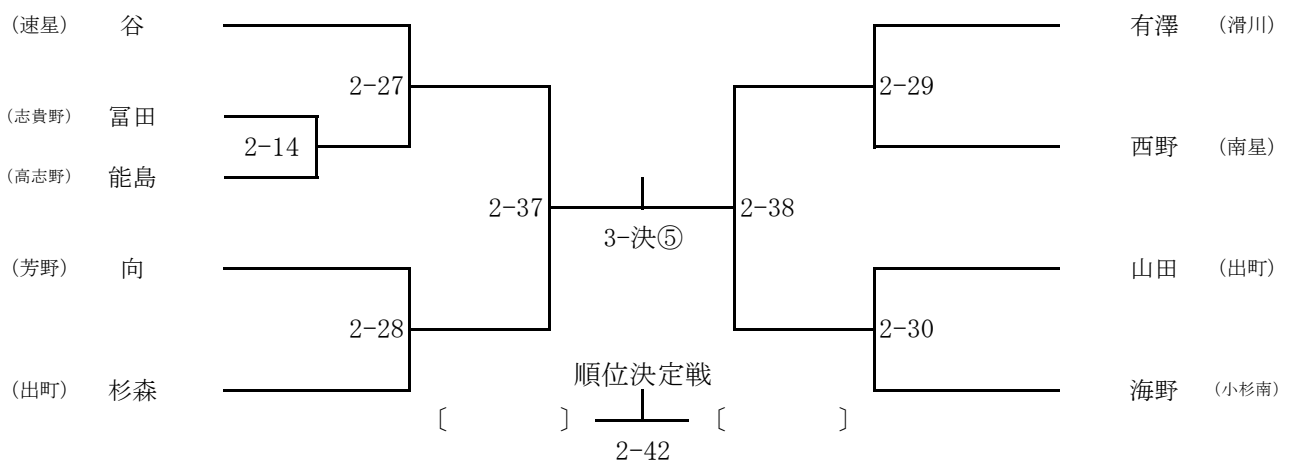 (速星) 谷 有澤 (滑川)
2-27 2-29
(志貴野) 冨田
2-14 西野 (南星)
(高志野) 能島
2-37 2-38
3-決⑤
(芳野) 向 山田 (出町)
2-28 2-30
順位決定戦
(出町) 杉森 海野 (小杉南)
〔 〕 〔 〕
2-42